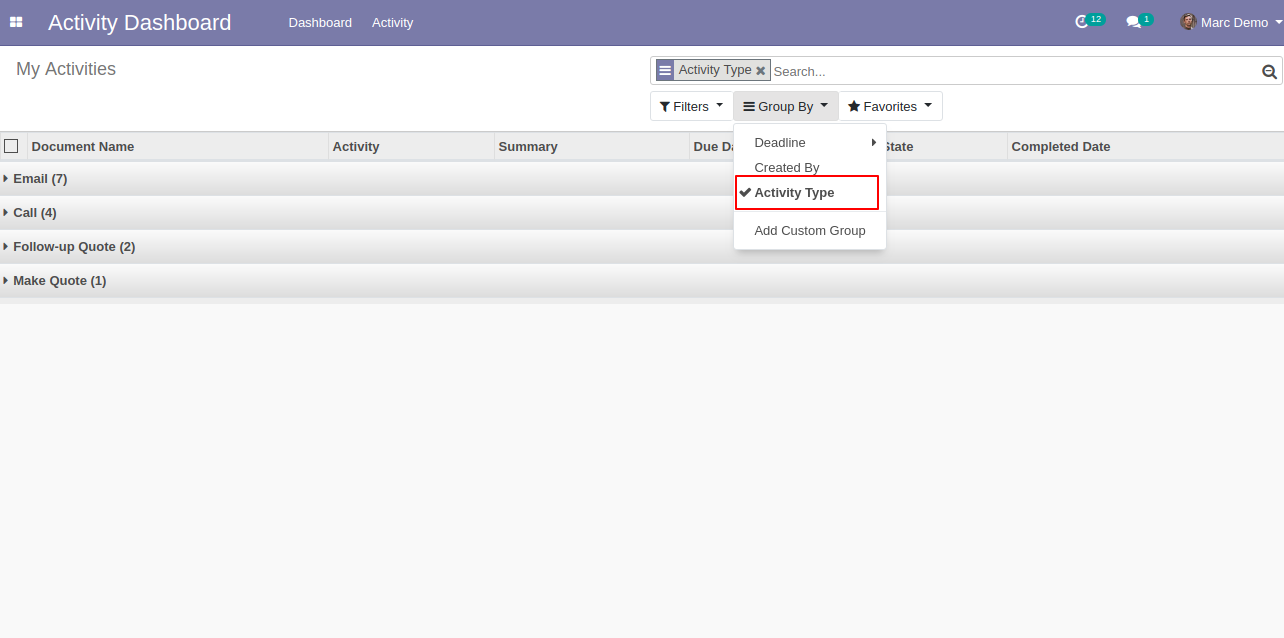 Activity Dashboard Dashboard Activity 12 1 Marc Demo
My Activities
Activity Type Search...
Filters Group By Favorites
Document Name Activity Summary Due Da State Completed Date
Deadline
Created By
Activity Type
Add Custom Group
Email (7)
Call (4)
Follow-up Quote (2)
Make Quote (1)